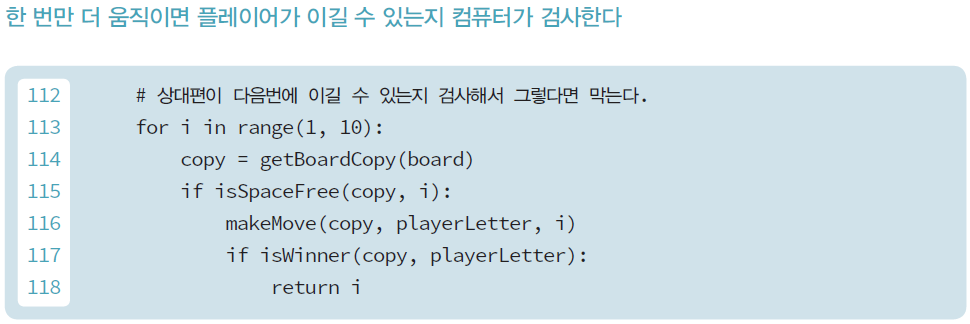 한 번만 더 움직이면 플레이어가 이길 수 있는지 컴퓨터가 검사한다
112 # 상대편이 다음번에 이길 수 있는지 검사해서 그렇다면 막는다.
113 for i in range(1, 10):
114 copy = getBoardCopy(board)
115 if isSpaceFree(copy, i):
116 makeMove(copy, playerLetter, i)
117 if isWinner(copy, playerLetter):
118 return i